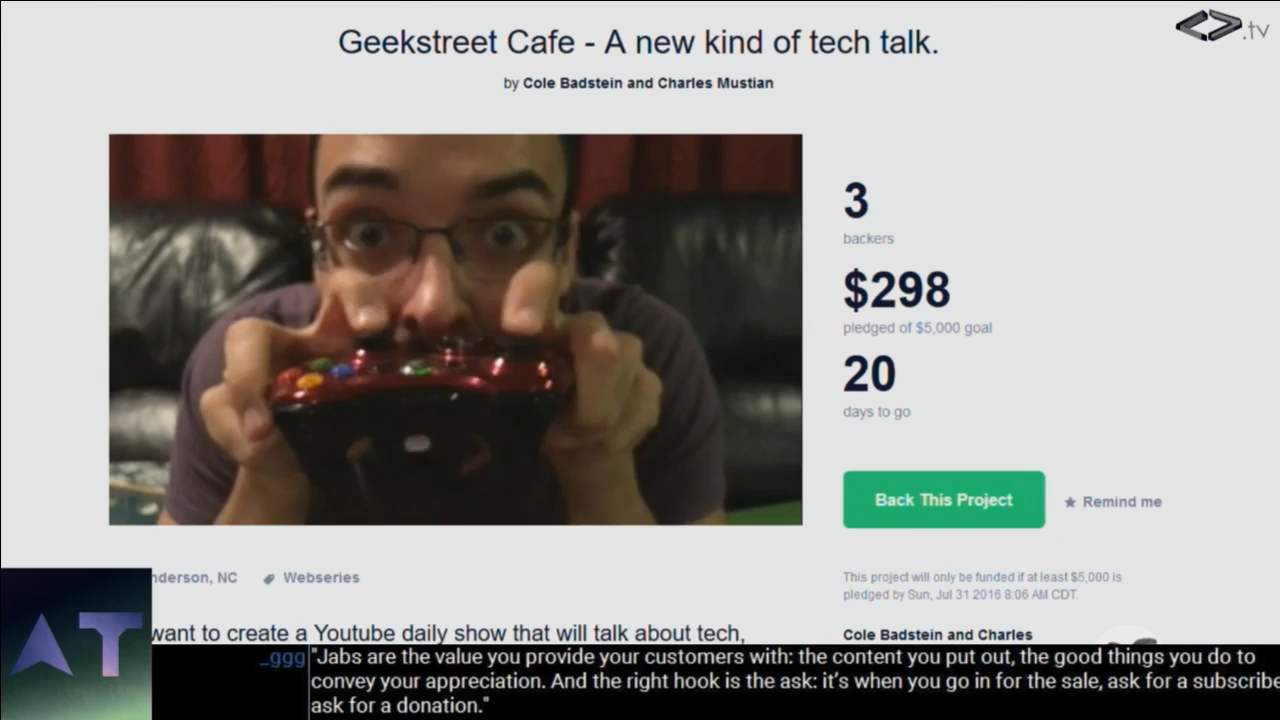 .tv
Geekstreet Cafe - A new kind of tech talk.
by Cole Badstein and Charles Mustian
3
backers
$298
pledged of $5,000 goal
20
days to go
Back This Project
Remind me
nderson, NC
Webseries
This project will only be funded if at least $5,000 is
pledged by Sun, Jul 31 2016 8:06 AM CDT.
want to create a Youtube daily show that will talk about tech,
Cole Badstein and Charles
AT
_ggg
"Jabs are the value you provide your customers with: the content you put out, the good things you do to
convey your appreciation. And the right hook is the ask: it's when you go in for the sale, ask for a subscribe
ask for a donation."